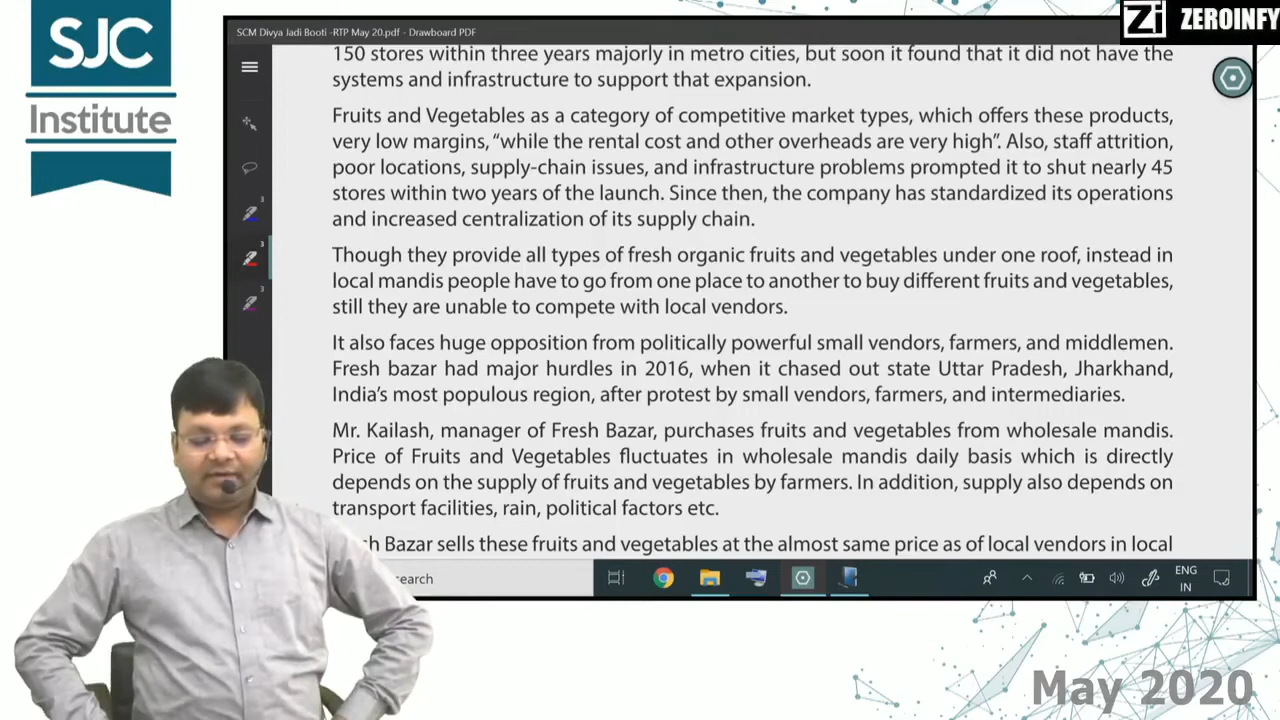 SJC
Institute
ZEROINFY
SCM Divya Jadi Booti -RTP May 20.pdf - Drawboard PDF
150 stores within three years majorly in metro cities, but soon it found that it did not have the
systems and infrastructure to support that expansion.
Fruits and Vegetables as a category of competitive market types, which offers these products,
very low margins, “while the rental cost and other overheads are very high”. Also, staff attrition,
poor locations, supply-chain issues, and infrastructure problems prompted it to shut nearly 45
stores within two years of the launch. Since then, the company has standardized its operations
and increased centralization of its supply chain.
Though they provide all types of fresh organic fruits and vegetables under one roof, instead in
local mandis people have to go from one place to another to buy different fruits and vegetables,
still they are unable to compete with local vendors.
It also faces huge opposition from politically powerful small vendors, farmers, and middlemen.
Fresh bazar had major hurdles in 2016, when it chased out state Uttar Pradesh, Jharkhand,
India’s most populous region, after protest by small vendors, farmers, and intermediaries.
Mr. Kailash, manager of Fresh Bazar, purchases fruits and vegetables from wholesale mandis.
Price of Fruits and Vegetables fluctuates in wholesale mandis daily basis which is directly
depends on the supply of fruits and vegetables by farmers. In addition, supply also depends on
transport facilities, rain, political factors etc.
Bazar sells these fruits and vegetables at the almost same price as of local vendors in local
3
3
3
ENG
IN
May 2020